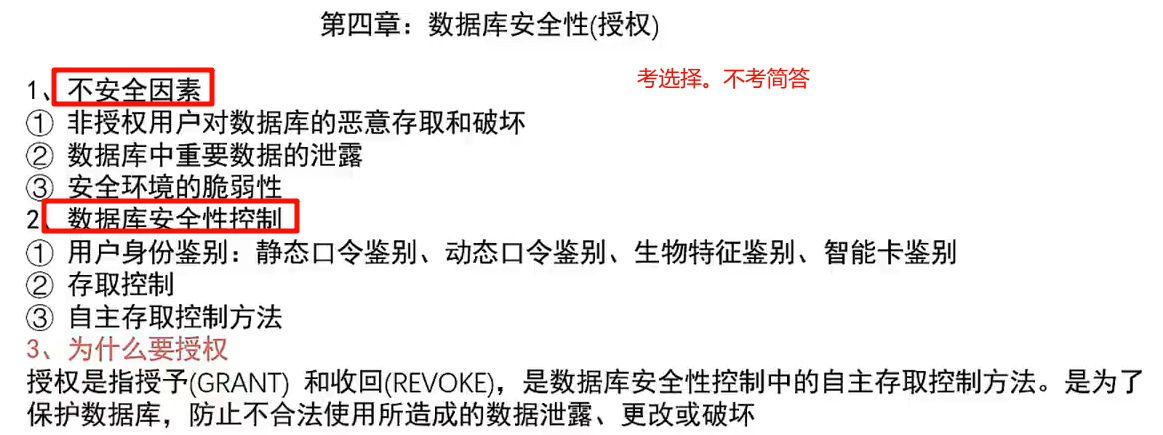 第四章：数据库安全性(授权)
考选择。不考简答
1、不安全因素
① 非授权用户对数据库的恶意存取和破坏
② 数据库中重要数据的泄露
③ 安全环境的脆弱性
2、数据库安全性控制
① 用户身份鉴别：静态口令鉴别、动态口令鉴别、生物特征鉴别、智能卡鉴别
② 存取控制
③ 自主存取控制方法
3、为什么要授权
授权是指授予(GRANT) 和收回(REVOKE)，是数据库安全性控制中的自主存取控制方法。是为了
保护数据库，防止不合法使用所造成的数据泄露、更改或破坏